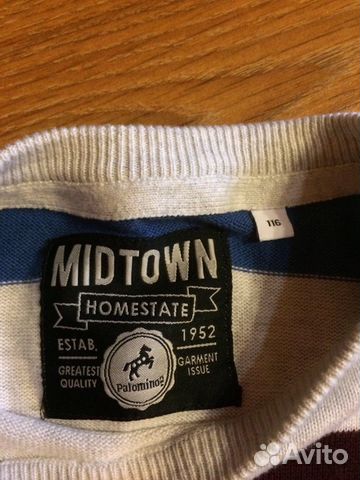 116
MIDTOWN
HOMESTATE
ESTAB. 1952
GREATEST QUALITY
GARMENT ISSUE
Palomino
Avito